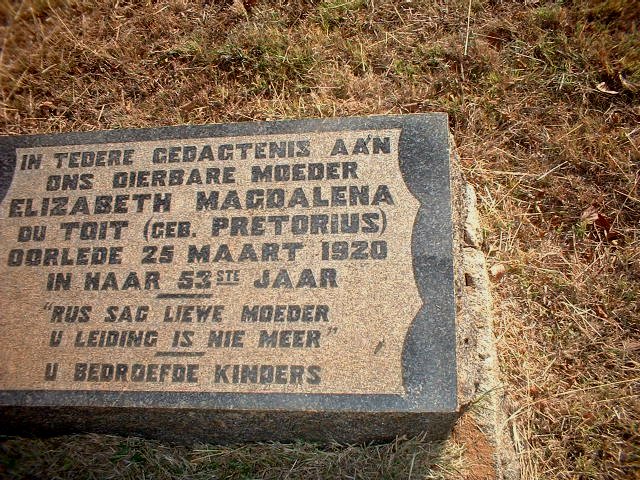 IN TEDERE GEDAGTENIS AAN
ONS DIERBARE MOEDER
ELIZABETH MAGDALENA
DU TOIT (GEB. PRETORIUS)
OORLEDE 25 MAART 1920
IN HAAR 53STE JAAR
"RUS SAG LIEWE MOEDER
U LEIDING IS NIE MEER"
U BEDROEFDE KINDERS